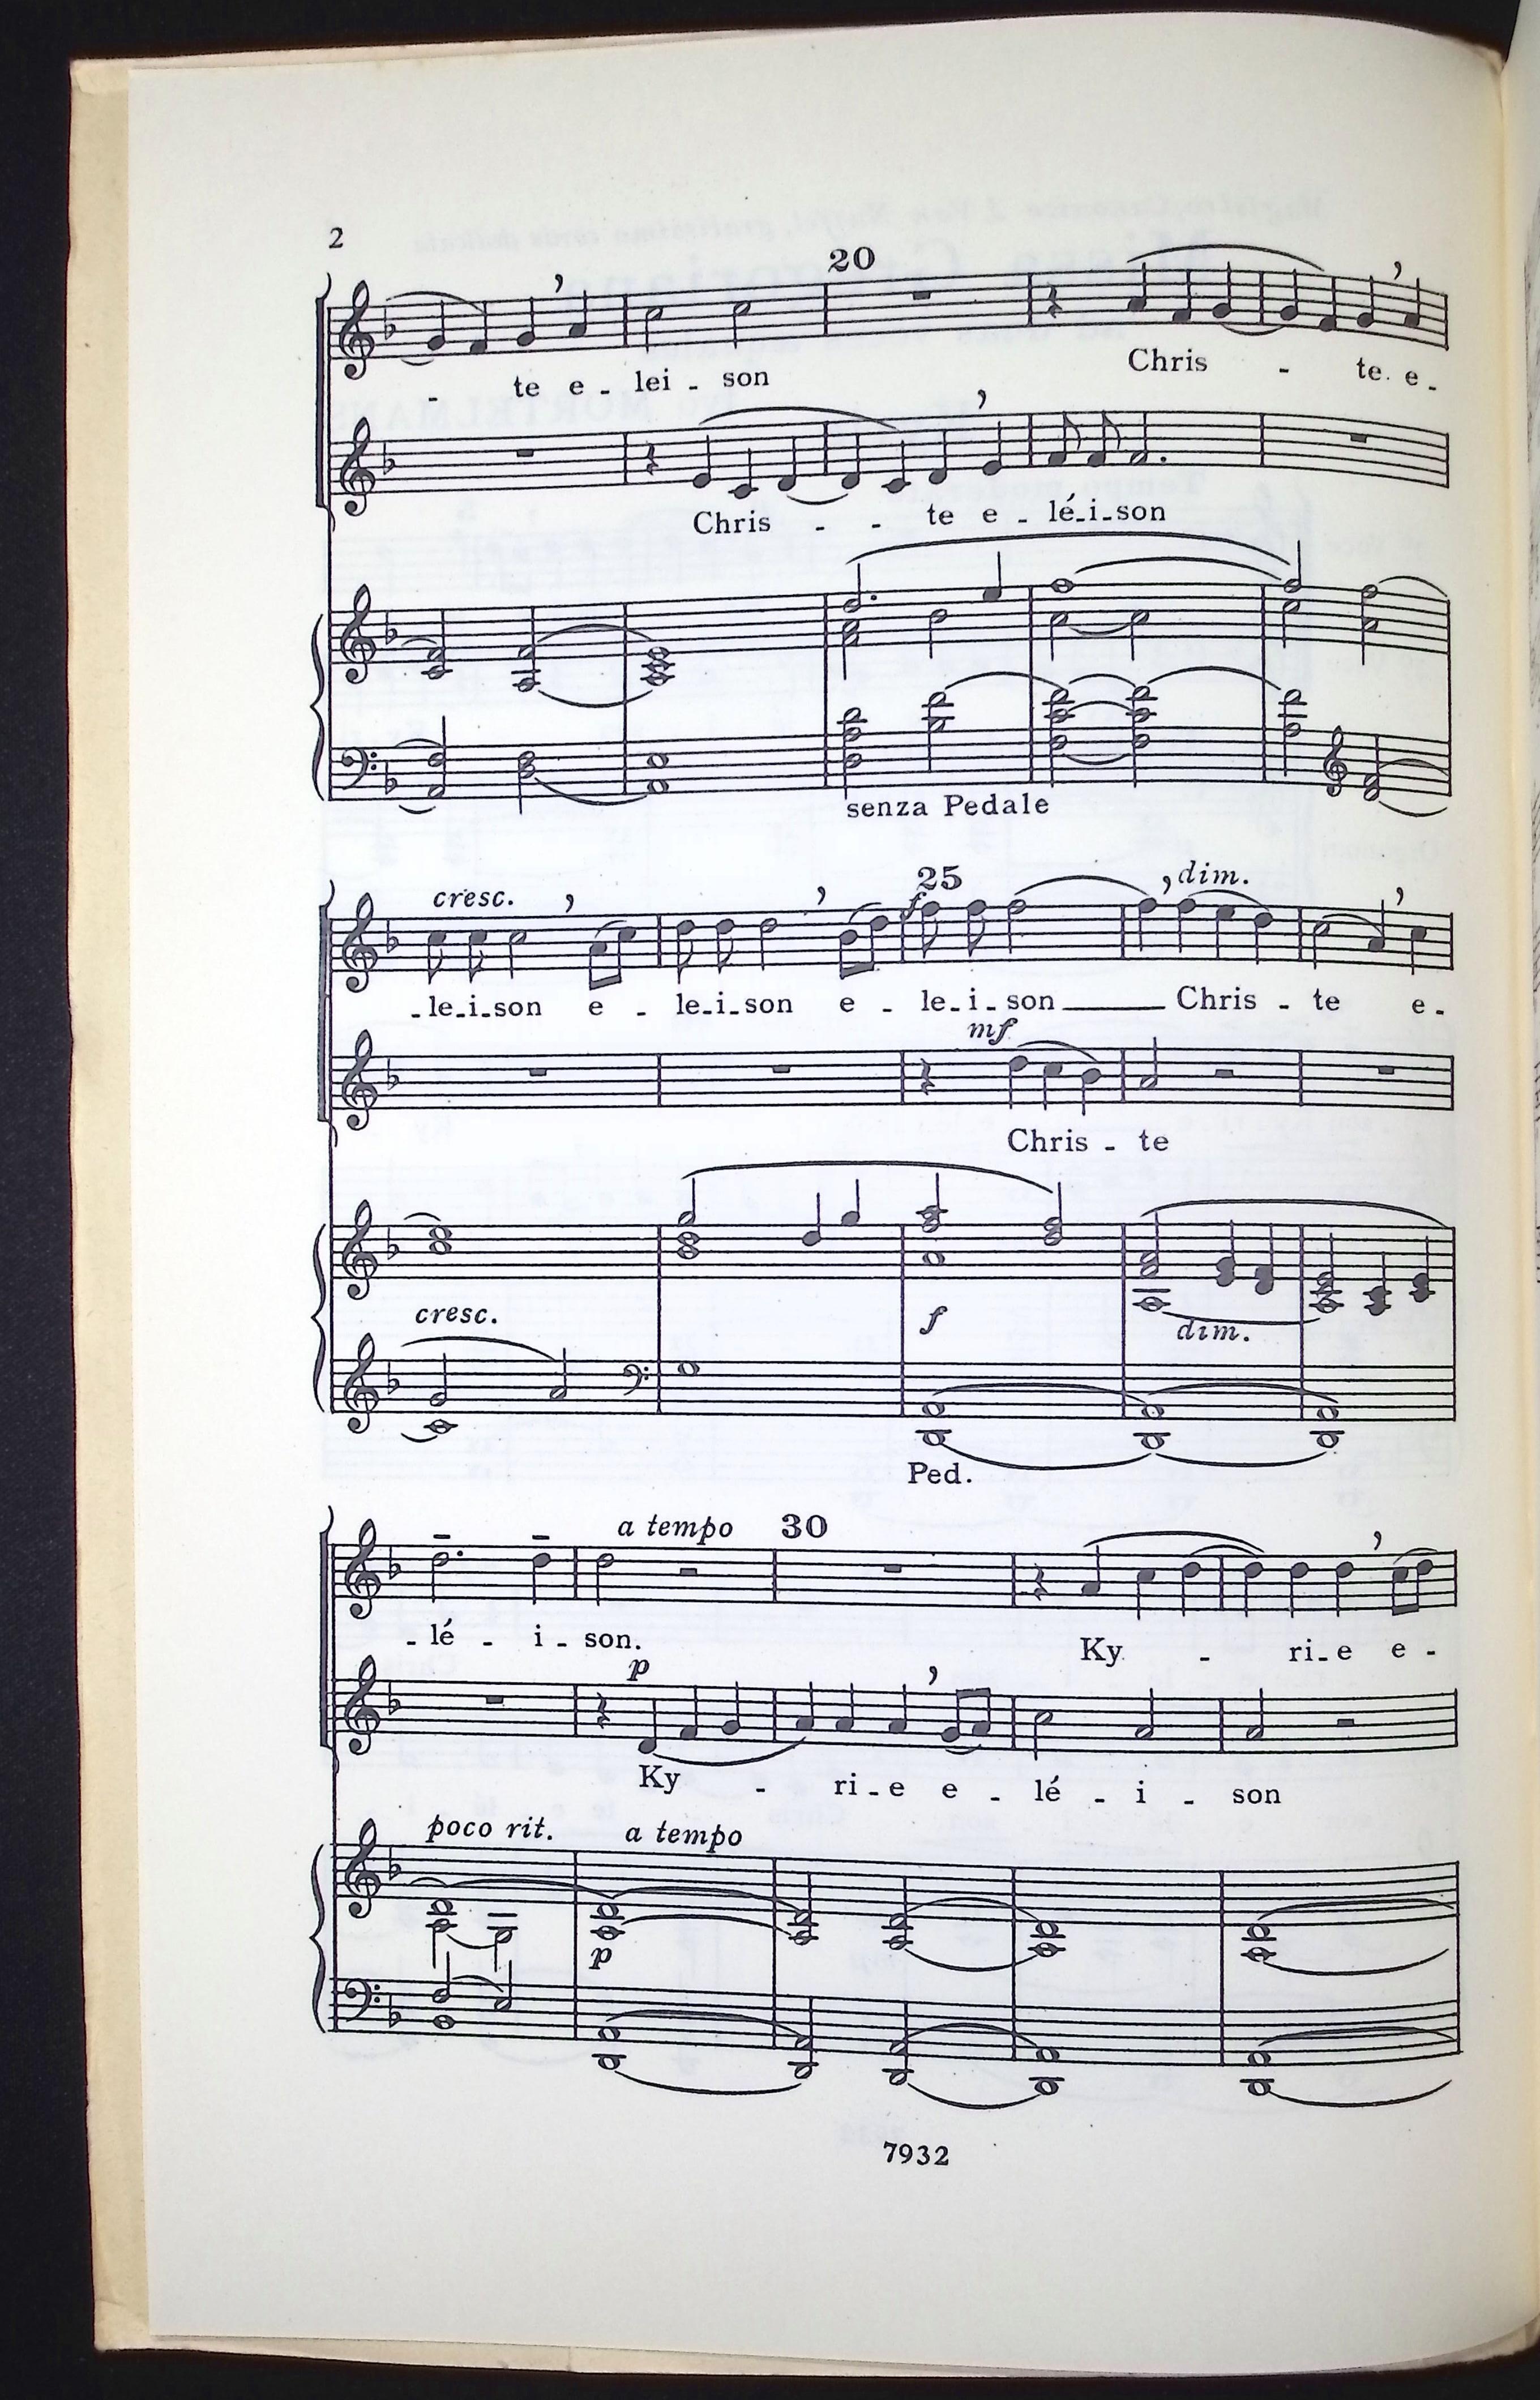 2
20
- te e - lei - son Chris - te. e -
Chris - - te e - lé-i-son
senza Pedale
cresc. f 25 dim.
- le-i-son e - le-i-son e - le-i-son Chris - te e -
mf
Chris - te
cresc. f dim.
Ped.
a tempo 30
- lé - i - son. Ky - ri-e e -
p
Ky - ri-e e - lé - i - son
poco rit. a tempo
p
7932